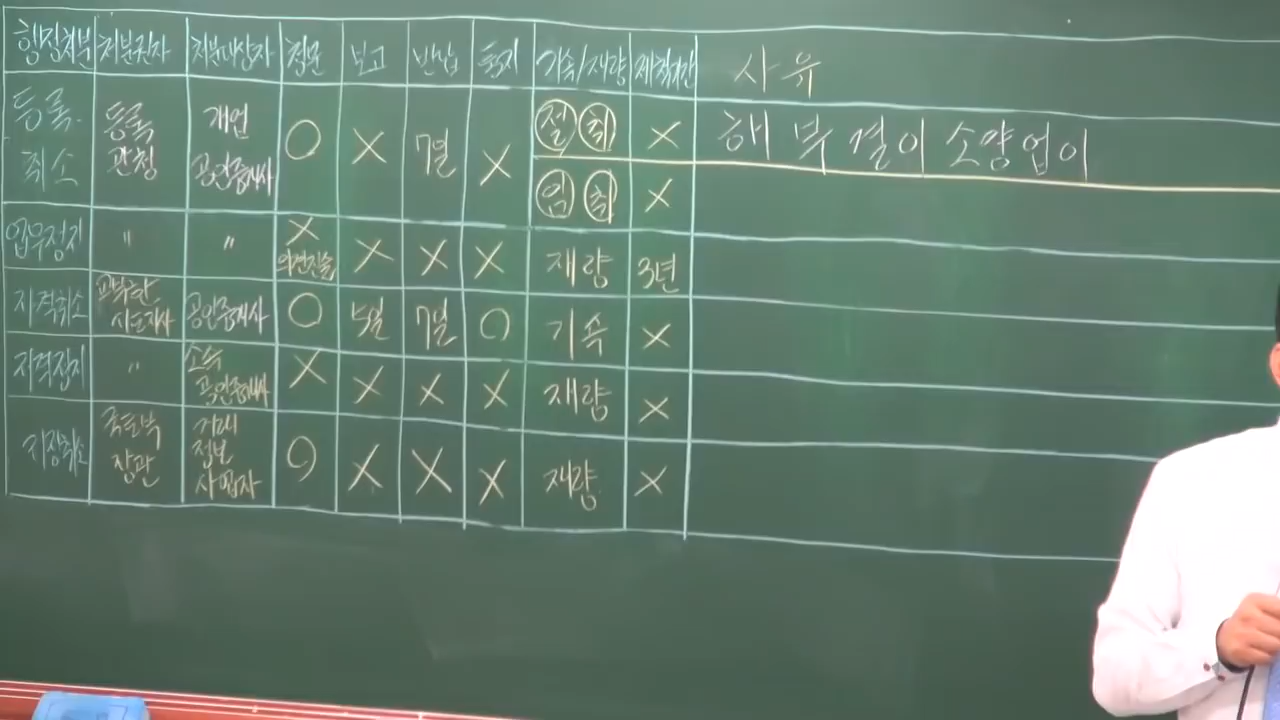 행정처분 처분권자 처분대상자 청문 보고 반납 통지 기속/재량 제척기간 사유
등록취소 등록관청 개업공인중개사 ○ X 7일 X 절취 X 해부결이소양업이
임취 X
업무정지 " " X 의견진술 X X X 재량 3년
자격취소 교부한 시·도지사 공인중개사 ○ 5일 7일 ○ 기속 X
자격정지 " 소속공인중개사 X X X X 재량 X
지정취소 국토부장관 거래정보사업자 ○ X X X 재량 X